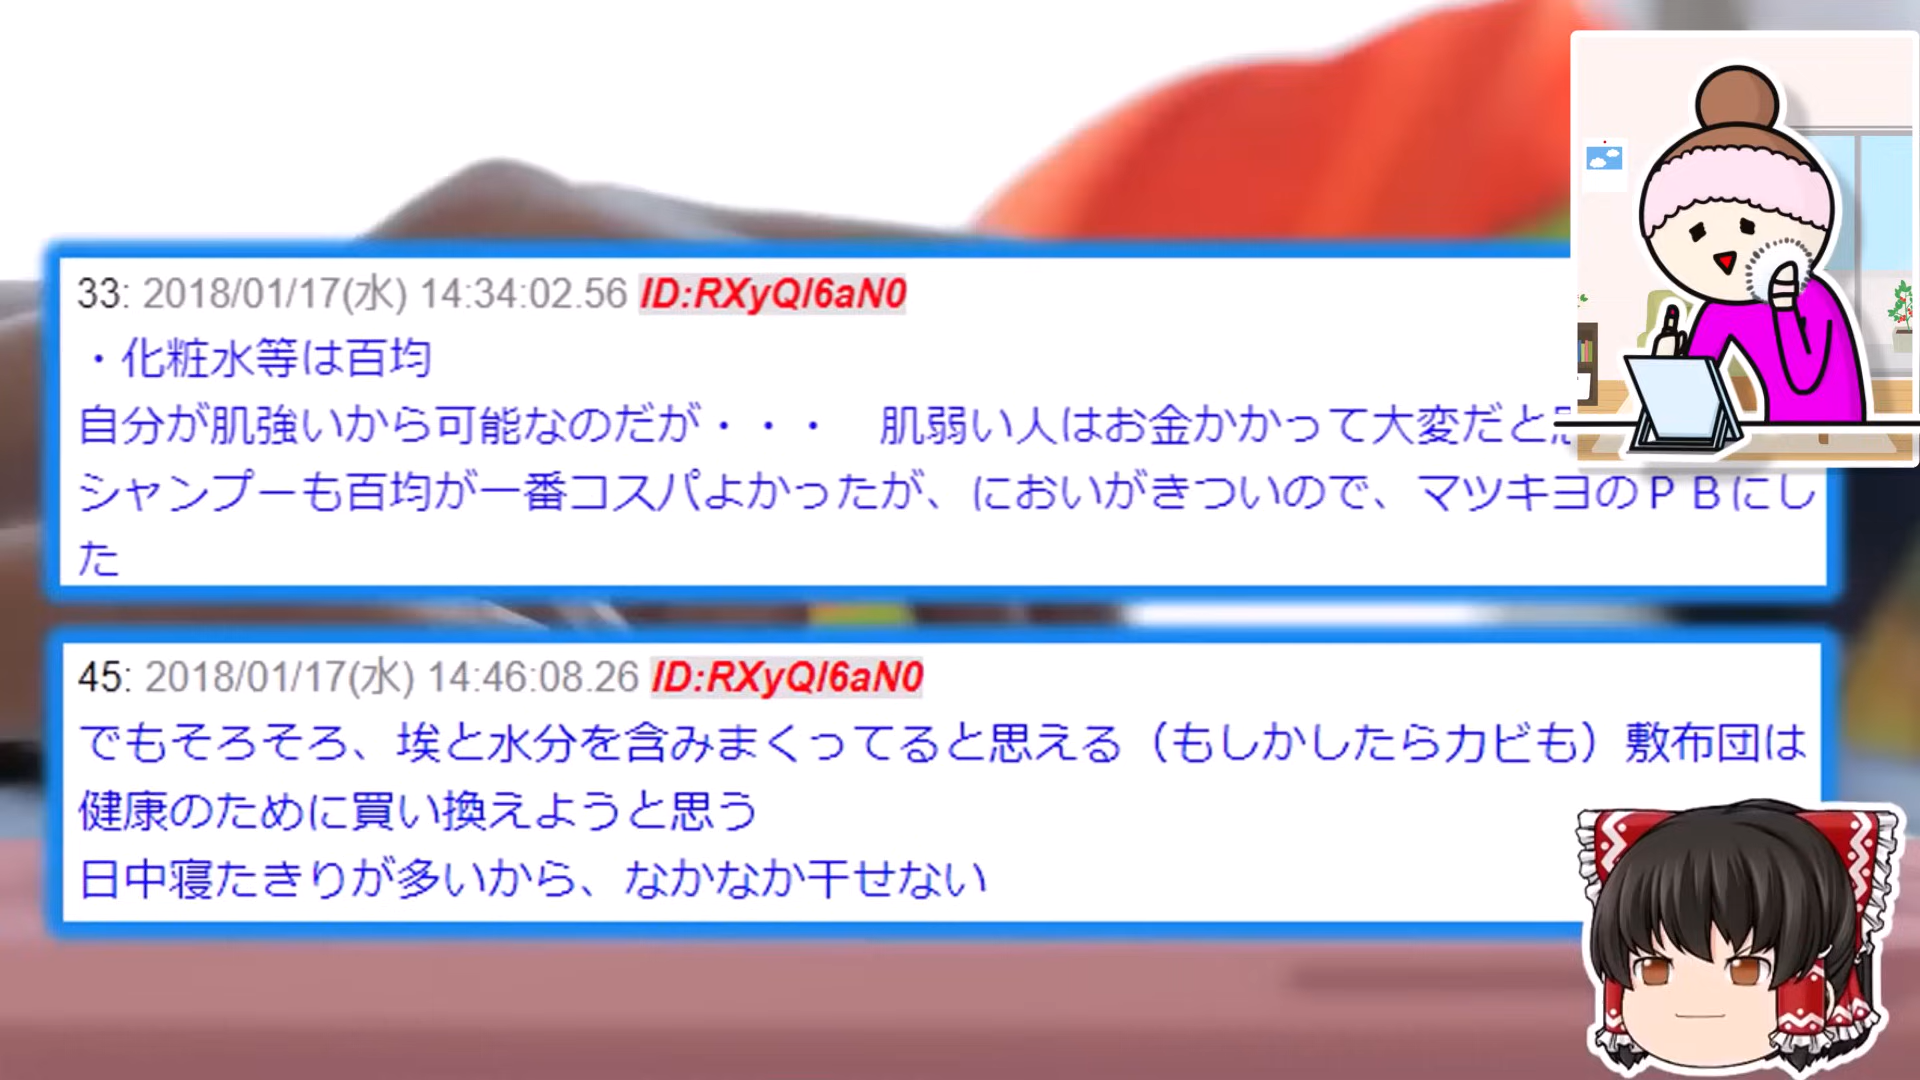 33: 2018/01/17(水) 14:34:02.56 ID:RXyQ/6aN0
・化粧水等は百均
自分が肌強いから可能なのだが・・・　肌弱い人はお金かかって大変だと
シャンプーも百均が一番コスパよかったが、においがきついので、マツキヨのＰＢにし
た
45: 2018/01/17(水) 14:46:08.26 ID:RXyQ/6aN0
でもそろそろ、埃と水分を含みまくってると思える（もしかしたらカビも）敷布団は
健康のために買い換えようと思う
日中寝たきりが多いから、なかなか干せない